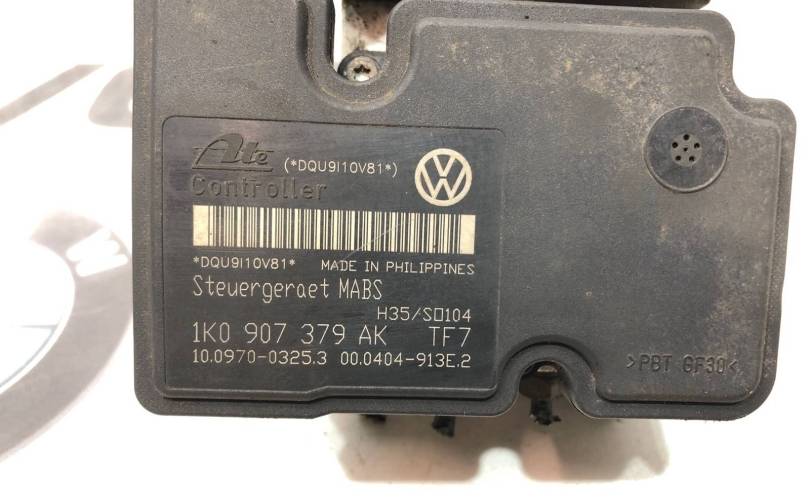 Ate (*DQU9I10V81*)
Controller
*DQU9I10V81* MADE IN PHILIPPINES
Steuergeraet MABS
H35/S0104
1K0 907 379 AK TF7
10.0970-0325.3 00.0404-913E.2
>PBT GF30<